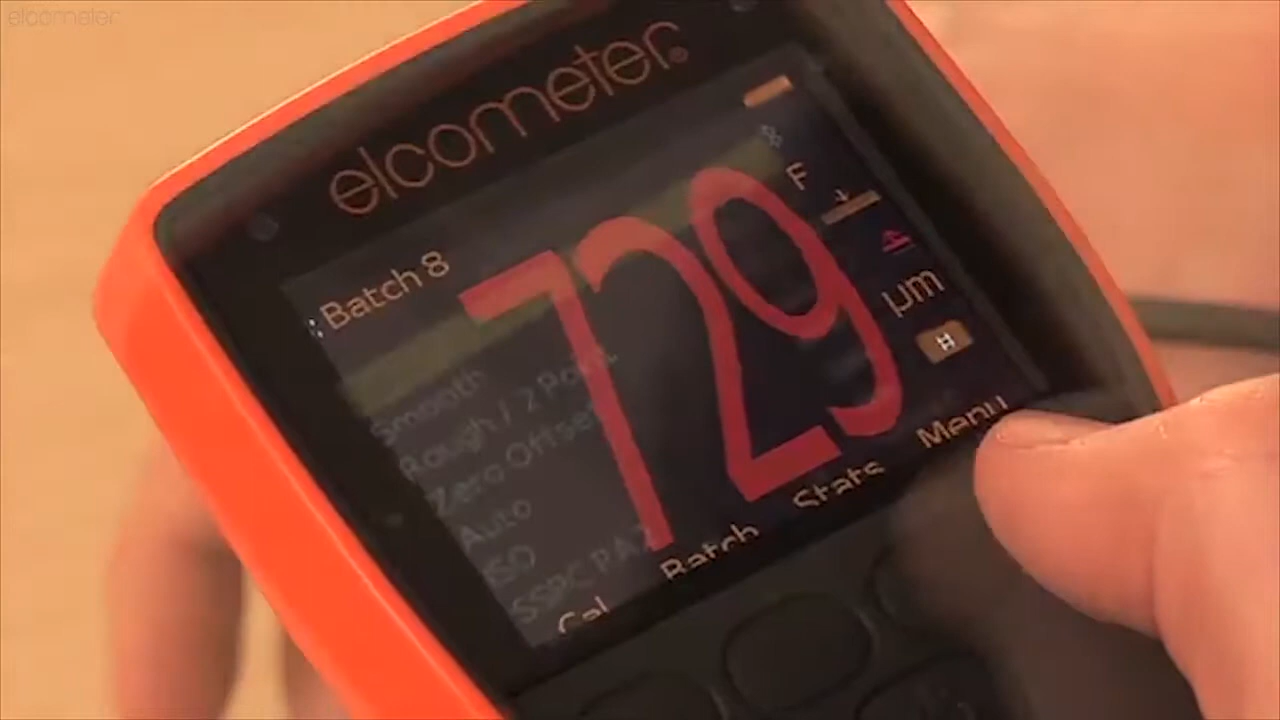 elcometer
elcometer®
Batch 8
F
729
µm
Smooth
Rough / 2 Point
Zero Offset
Auto
ISO
SSPC PA2
Cal
Batch
Stats
Menu